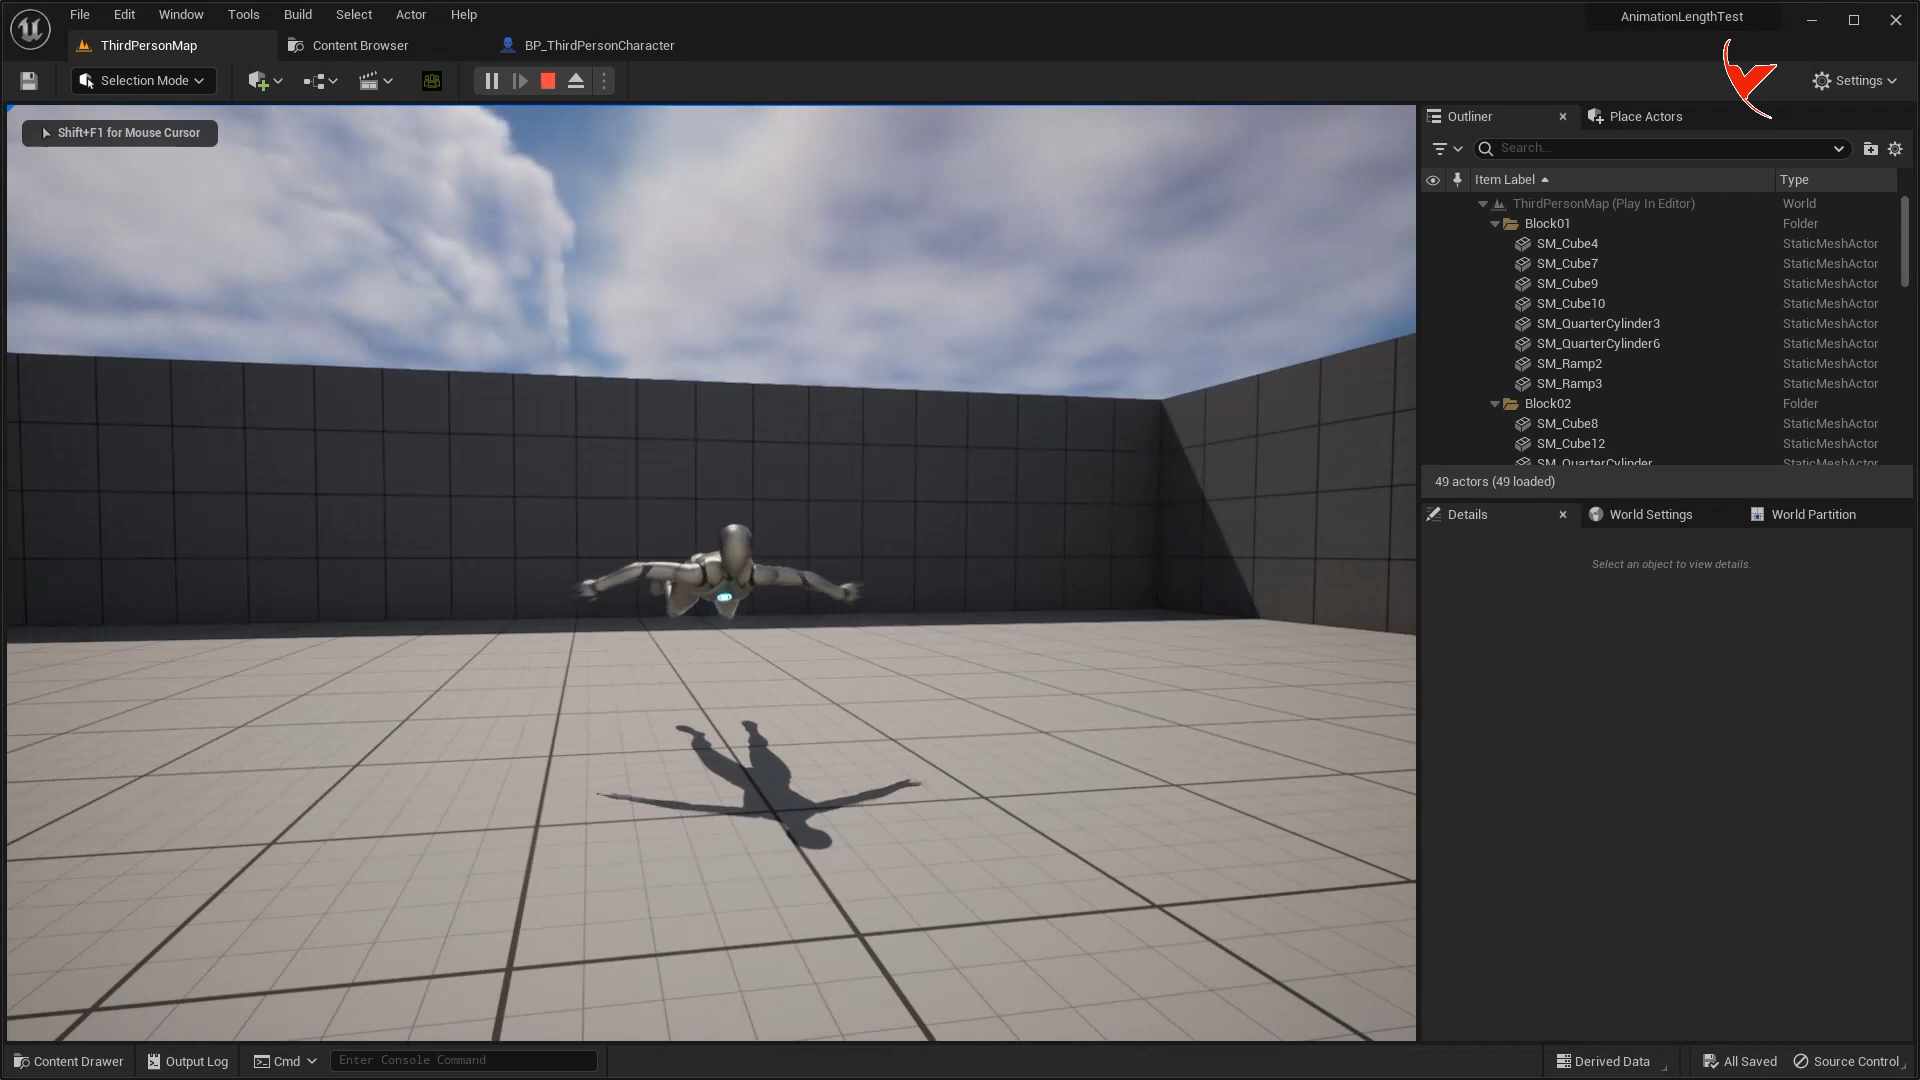 File Edit Window Tools Build Select Actor Help
AnimationLengthTest
ThirdPersonMap
Content Browser
BP_ThirdPersonCharacter
Selection Mode
Settings
Shift+F1 for Mouse Cursor
Outliner
Place Actors
Search...
Item Label
Type
ThirdPersonMap (Play In Editor) World
Block01 Folder
SM_Cube4 StaticMeshActor
SM_Cube7 StaticMeshActor
SM_Cube9 StaticMeshActor
SM_Cube10 StaticMeshActor
SM_QuarterCylinder3 StaticMeshActor
SM_QuarterCylinder6 StaticMeshActor
SM_Ramp2 StaticMeshActor
SM_Ramp3 StaticMeshActor
Block02 Folder
SM_Cube8 StaticMeshActor
SM_Cube12 StaticMeshActor
SM_QuarterCylinder StaticMeshActor
49 actors (49 loaded)
Details
World Settings
World Partition
Select an object to view details.
Content Drawer
Output Log
Cmd
Enter Console Command
Derived Data
All Saved
Source Control